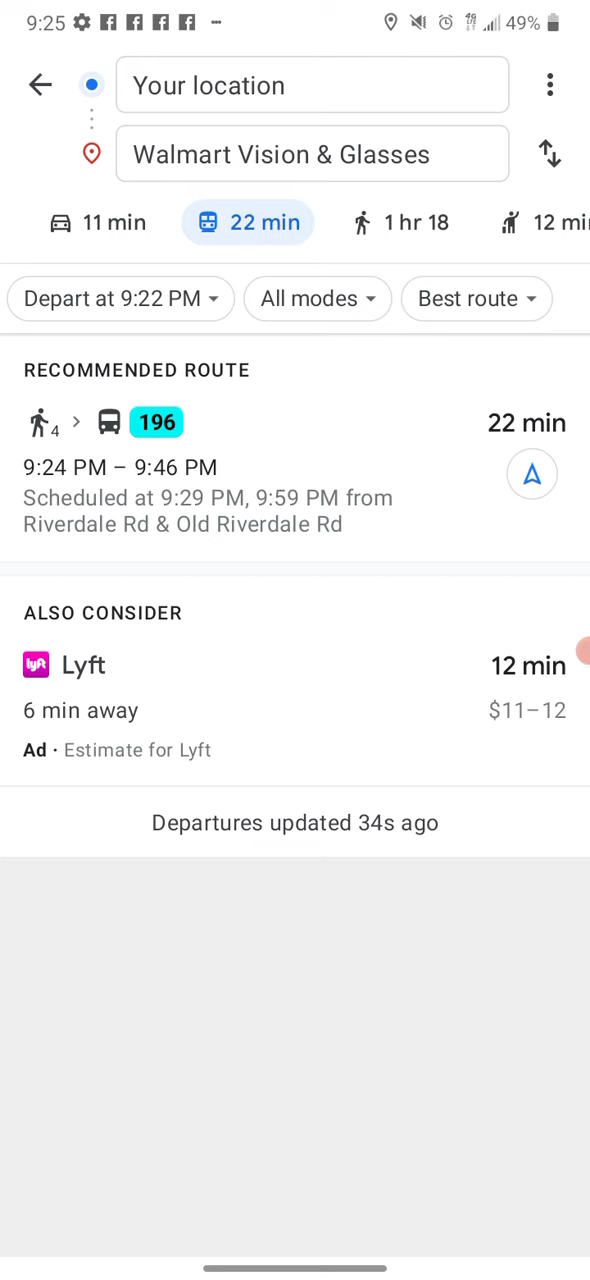 9:25 49%
Your location
Walmart Vision & Glasses
11 min 22 min 1 hr 18 12 mi
Depart at 9:22 PM All modes Best route
RECOMMENDED ROUTE
4 196 22 min
9:24 PM – 9:46 PM
Scheduled at 9:29 PM, 9:59 PM from
Riverdale Rd & Old Riverdale Rd
ALSO CONSIDER
lyft Lyft 12 min
6 min away $11–12
Ad · Estimate for Lyft
Departures updated 34s ago